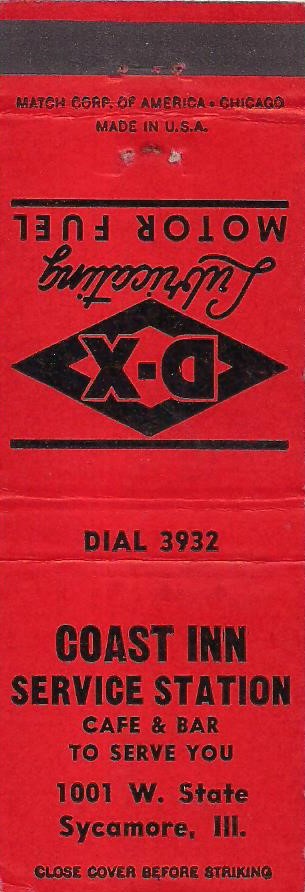 MATCH CORP. OF AMERICA • CHICAGO
MADE IN U.S.A.
D-X
Lubricating
MOTOR FUEL
DIAL 3932
COAST INN
SERVICE STATION
CAFE & BAR
TO SERVE YOU
1001 W. State
Sycamore, Ill.
CLOSE COVER BEFORE STRIKING